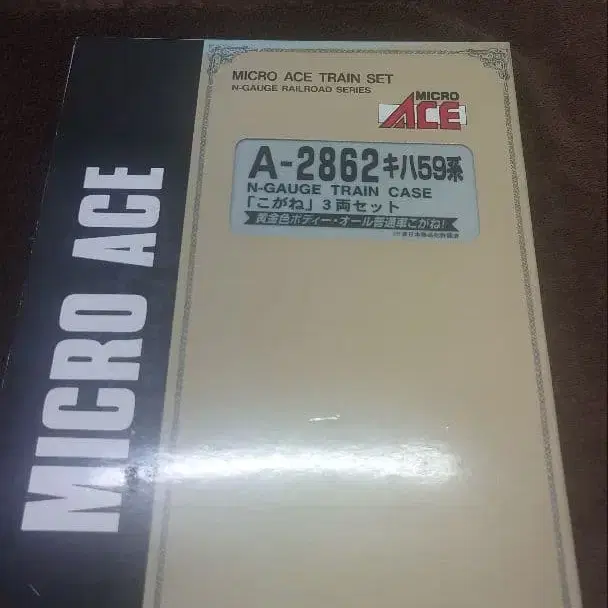 MICRO ACE TRAIN SET
N-GAUGE RAILROAD SERIES
MICRO
ACE
A-2862キハ59系
N-GAUGE TRAIN CASE
「こがね」3両セット
黄金色ボディー・オール普通車こがね!
MICRO ACE